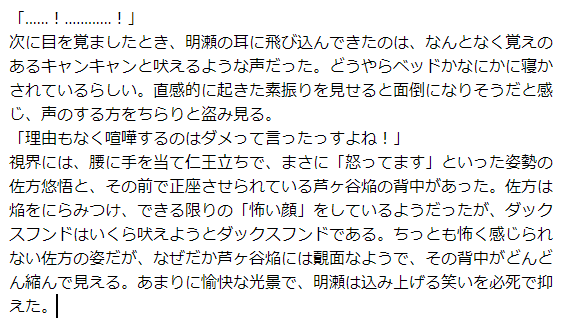 「……！…………！」
次に目を覚ましたとき、明瀬の耳に飛び込んできたのは、なんとなく覚えの
あるキャンキャンと吠えるような声だった。どうやらベッドかなにかに寝か
されているらしい。直感的に起きた素振りを見せると面倒になりそうだと感
じ、声のする方をちらりと盗み見る。
「理由もなく喧嘩するのはダメって言ったっすよね！」
視界には、腰に手を当て仁王立ちで、まさに「怒ってます」といった姿勢の
佐方悠悟と、その前で正座させられている芦ヶ谷焔の背中があった。佐方は
焔をにらみつけ、できる限りの「怖い顔」をしているようだったが、ダック
スフンドはいくら吠えようとダックスフンドである。ちっとも怖く感じられ
ない佐方の姿だが、なぜだか芦ヶ谷焔には覿面なようで、その背中がどんど
ん縮んで見える。あまりに愉快な光景で、明瀬は込み上げる笑いを必死で抑
えた。